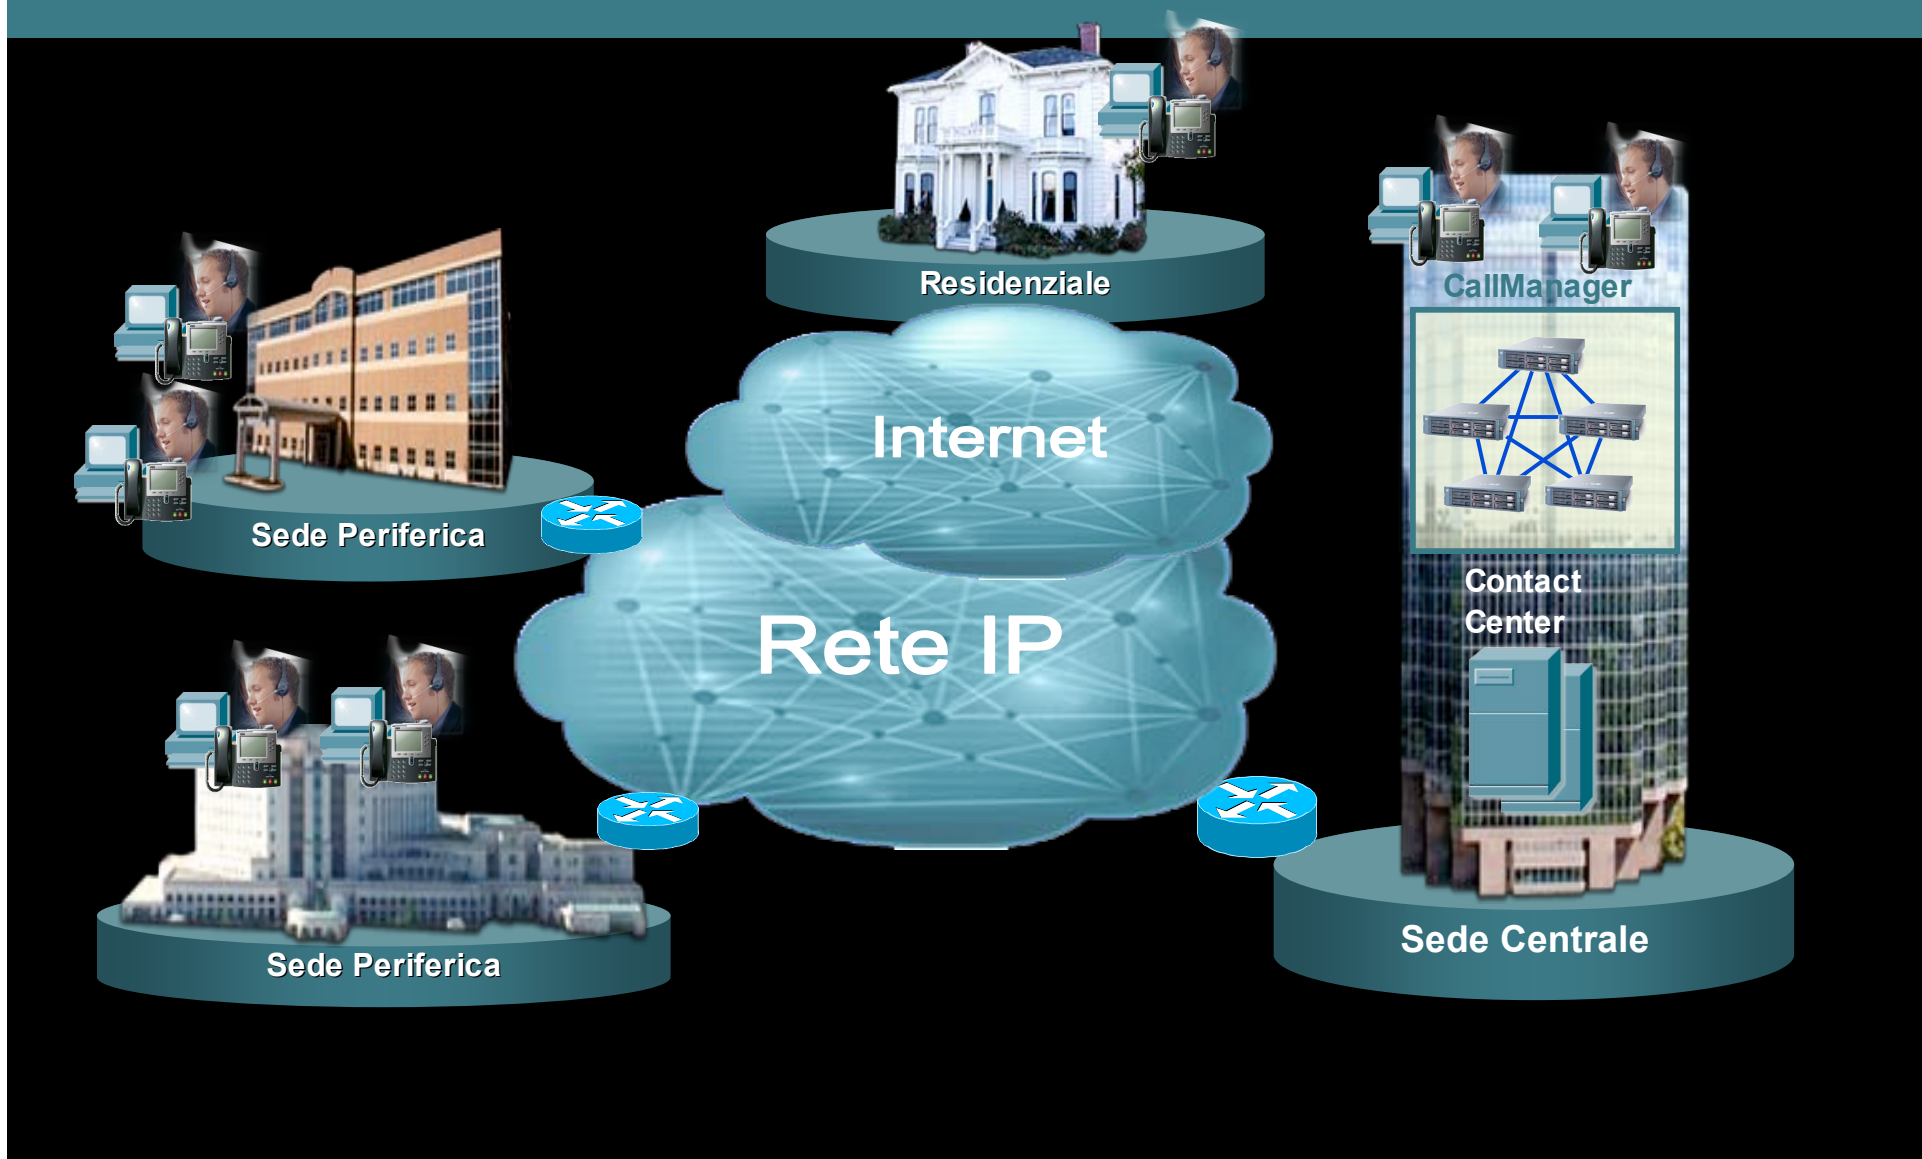 Residenziale
CallManager
Internet
Sede Periferica
Contact
Center
Rete IP
Sede Centrale
Sede Periferica